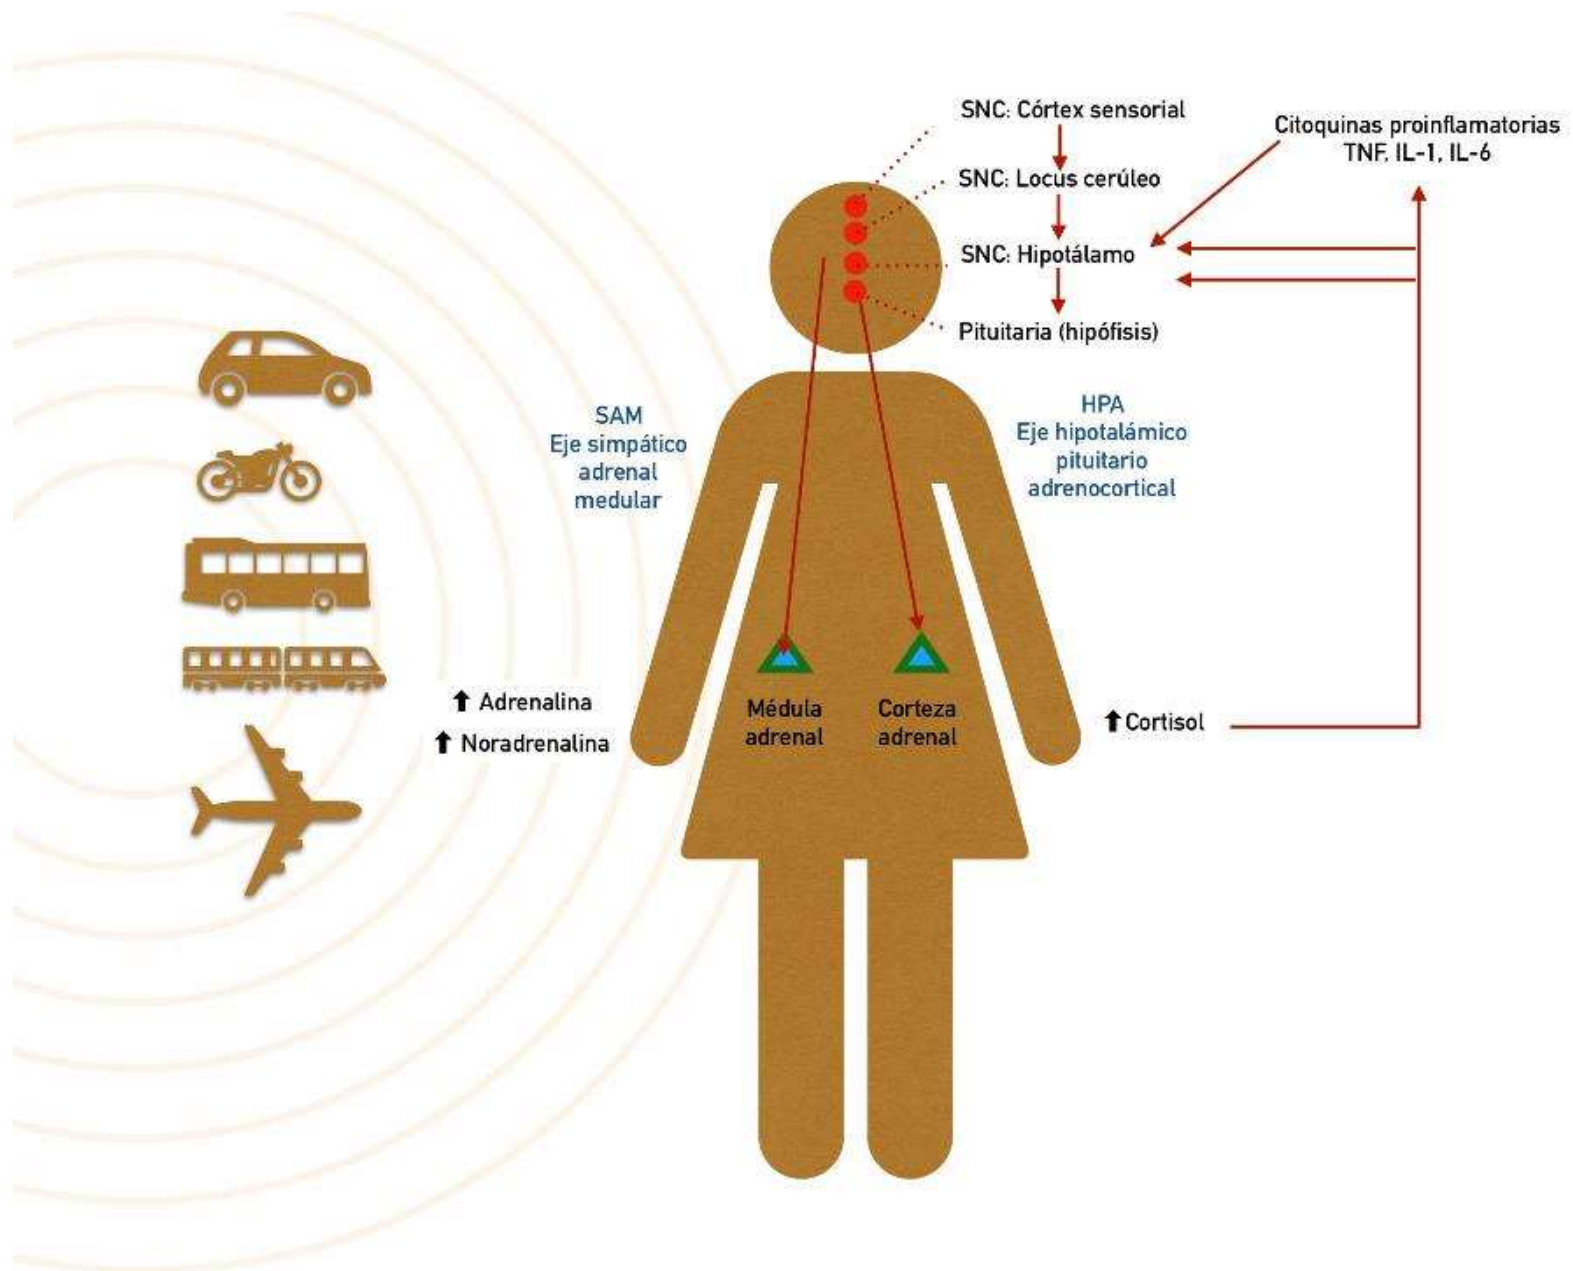 SNC: Córtex sensorial
SNC: Locus cerúleo
SNC: Hipotálamo
Pituitaria (hipófisis)
Citoquinas proinflamatorias
TNF, IL-1, IL-6
SAM
Eje simpático
adrenal
medular
HPA
Eje hipotalámico
pituitario
adrenocortical
Adrenalina
Noradrenalina
Médula
adrenal
Corteza
adrenal
Cortisol